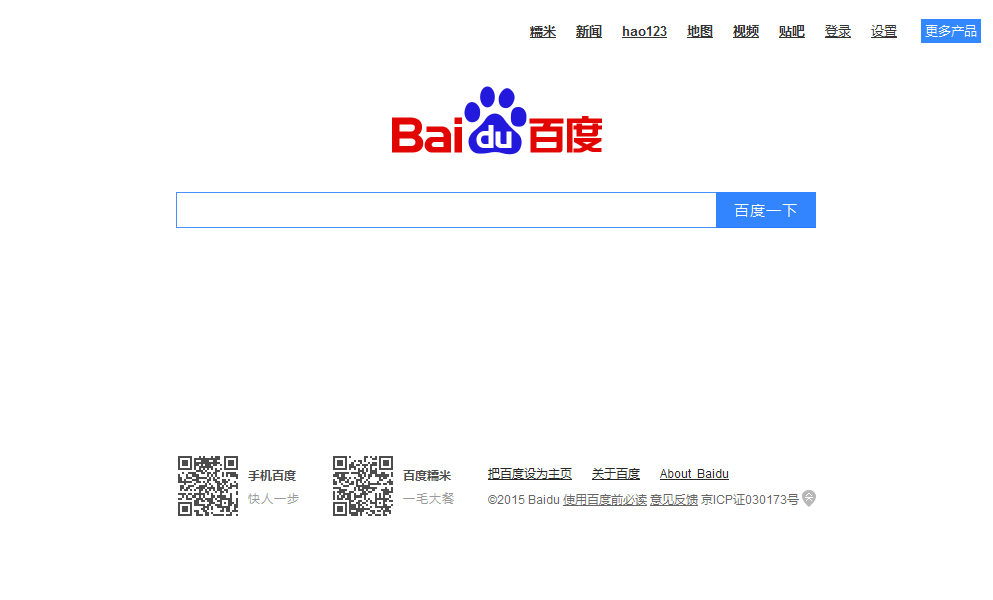 糯米 新闻 hao123 地图 视频 贴吧 登录 设置 更多产品
Bai du 百度
百度一下
手机百度
快人一步
百度糯米
一毛大餐
把百度设为主页 关于百度 About Baidu
©2015 Baidu 使用百度前必读 意见反馈 京ICP证030173号